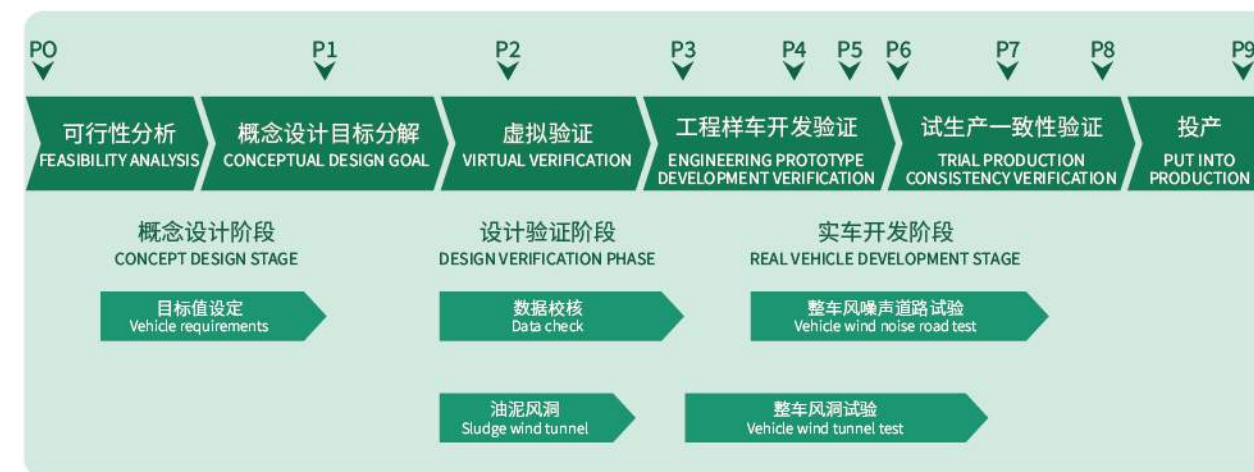 PO P1 P2 P3 P4 P5 P6 P7 P8 P9
可行性分析
FEASIBILITY ANALYSIS
概念设计目标分解
CONCEPTUAL DESIGN GOAL
虚拟验证
VIRTUAL VERIFICATION
工程样车开发验证
ENGINEERING PROTOTYPE
DEVELOPMENT VERIFICATION
试生产一致性验证
TRIAL PRODUCTION
CONSISTENCY VERIFICATION
投产
PUT INTO
PRODUCTION
概念设计阶段
CONCEPT DESIGN STAGE
设计验证阶段
DESIGN VERIFICATION PHASE
实车开发阶段
REAL VEHICLE DEVELOPMENT STAGE
目标值设定
Vehicle requirements
数据校核
Data check
整车风噪声道路试验
Vehicle wind noise road test
油泥风洞
Sludge wind tunnel
整车风洞试验
Vehicle wind tunnel test